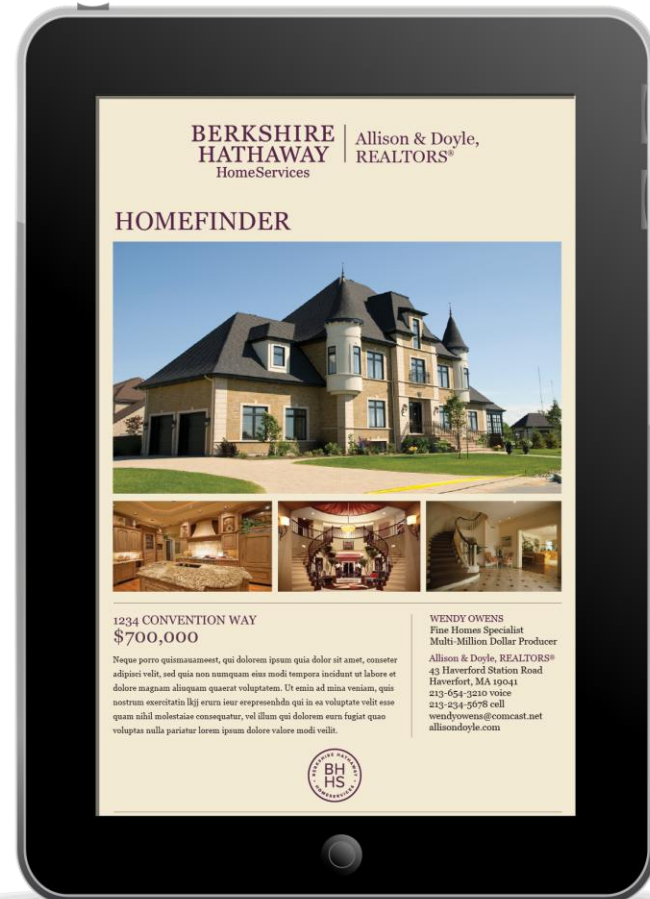 BERKSHIRE
HATHAWAY
HomeServices
Allison & Doyle,
REALTORS®
HOMEFINDER
1234 CONVENTION WAY
$700,000
Neque porro quismauameest, qui dolorem ipsum quia dolor sit amet, conseter
adipisci velit, sed quia non numquam eius modi tempora incidunt ut labore et
dolore magnam aliuquam quaerat voluptatem. Ut emin ad mina veniam, quis
nostrum exercitatin lkjj erurn ieur erepresenhdn qui in ea voluptate velit esse
quam nihil molestaiae consequatur, vel illum qui dolorem eurn fugiat quao
voluptas nulla pariatur lorem ipsum dolore valore modi veilit.
WENDY OWENS
Fine Homes Specialist
Multi-Million Dollar Producer
Allison & Doyle, REALTORS®
43 Haverford Station Road
Haverfort, MA 19041
213-654-3210 voice
213-234-5678 cell
wendyowens@comcast.net
allisondoyle.com
BERKSHIRE HATHAWAY
BH
HS
HOMESERVICES